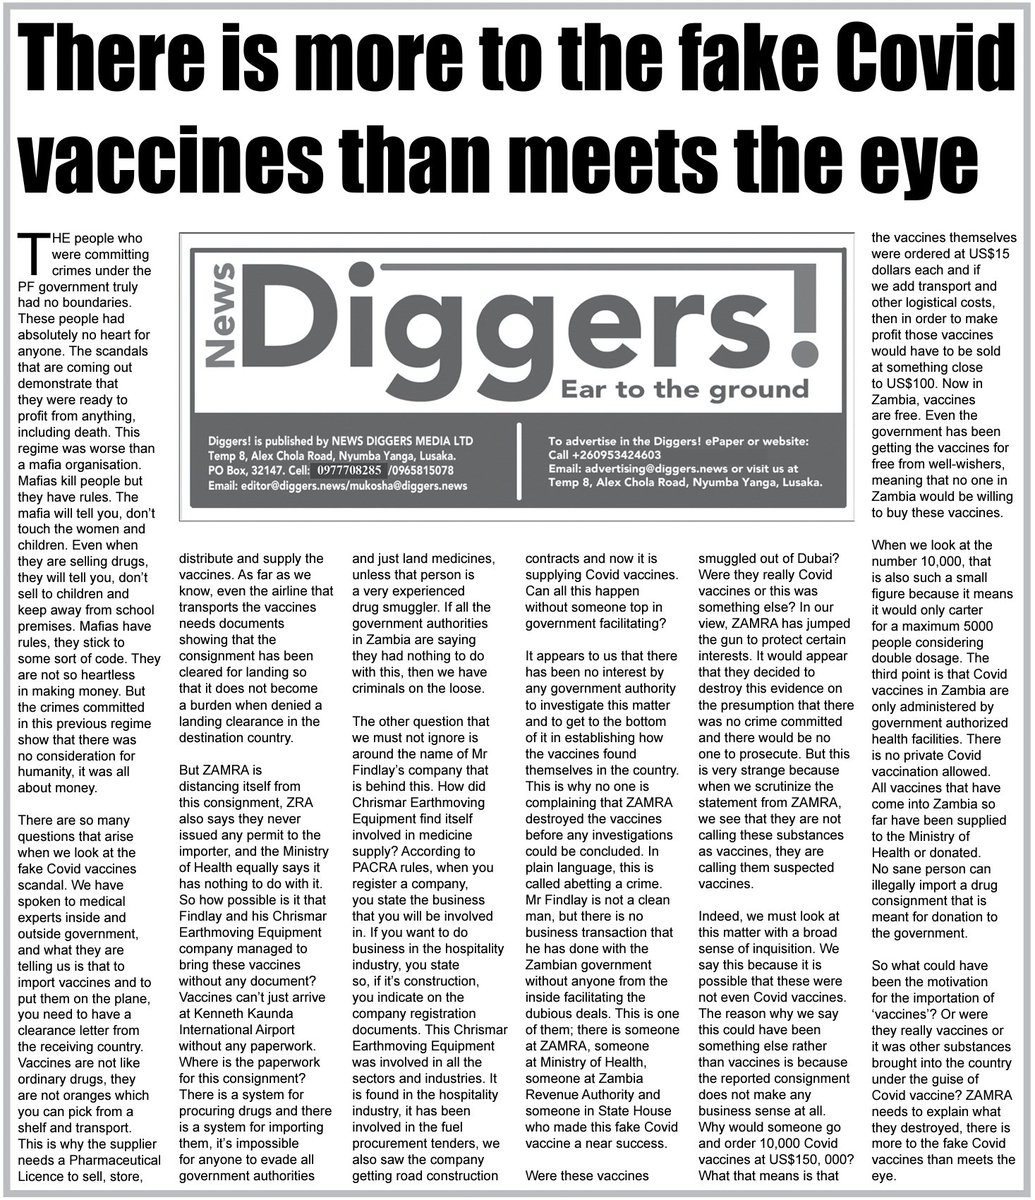 There is more to the fake Covid
vaccines than meets the eye
THE people who
were committing
crimes under the
PF government truly
had no boundaries.
These people had
absolutely no heart for
anyone. The scandals
that are coming out
demonstrate that
they were ready to
profit from anything,
including death. This
regime was worse than
a mafia organisation.
Mafias kill people but
they have rules. The
mafia will tell you, don't
touch the women and
children. Even when
they are selling drugs,
they will tell you, don't
sell to children and
keep away from school
premises. Mafias have
rules, they stick to
some sort of code. They
are not so heartless
in making money. But
the crimes committed
in this previous regime
show that there was
no consideration for
humanity, it was all
about money.
There are so many
questions that arise
when we look at the
fake Covid vaccines
scandal. We have
spoken to medical
experts inside and
outside government,
and what they are
telling us is that to
import vaccines and to
put them on the plane,
you need to have a
clearance letter from
the receiving country.
Vaccines are not like
ordinary drugs, they
are not oranges which
you can pick from a
shelf and transport.
This is why the supplier
needs a Pharmaceutical
Licence to sell, store,
News
Diggers!
Ear to the ground
Diggers! is published by NEWS DIGGERS MEDIA LTD
Temp 8, Alex Chola Road, Nyumba Yanga, Lusaka.
PO Box, 32147. Cell: 0977708285 /0965815078
Email: editor@diggers.news/mukosha@diggers.news
To advertise in the Diggers! ePaper or website:
Call +260953424603
Email: advertising@diggers.news or visit us at
Temp 8, Alex Chola Road, Nyumba Yanga, Lusaka.
distribute and supply the
vaccines. As far as we
know, even the airline that
transports the vaccines
needs documents
showing that the
consignment has been
cleared for landing so
that it does not become
a burden when denied a
landing clearance in the
destination country.
But ZAMRA is
distancing itself from
this consignment, ZRA
also says they never
issued any permit to the
importer, and the Ministry
of Health equally says it
has nothing to do with it.
So how possible is it that
Findlay and his Chrismar
Earthmoving Equipment
company managed to
bring these vaccines
without any document?
Vaccines can't just arrive
at Kenneth Kaunda
International Airport
without any paperwork.
Where is the paperwork
for this consignment?
There is a system for
procuring drugs and there
is a system for importing
them, it's impossible
for anyone to evade all
government authorities
and just land medicines,
unless that person is
a very experienced
drug smuggler. If all the
government authorities
in Zambia are saying
they had nothing to do
with this, then we have
criminals on the loose.
The other question that
we must not ignore is
around the name of Mr
Findlay's company that
is behind this. How did
Chrismar Earthmoving
Equipment find itself
involved in medicine
supply? According to
PACRA rules, when you
register a company,
you state the business
that you will be involved
in. If you want to do
business in the hospitality
industry, you state
so, if it's construction,
you indicate on the
company registration
documents. This Chrismar
Earthmoving Equipment
was involved in all the
sectors and industries. It
is found in the hospitality
industry, it has been
involved in the fuel
procurement tenders, we
also saw the company
getting road construction
contracts and now it is
supplying Covid vaccines.
Can all this happen
without someone top in
government facilitating?
It appears to us that there
has been no interest by
any government authority
to investigate this matter
and to get to the bottom
of it in establishing how
the vaccines found
themselves in the country.
This is why no one is
complaining that ZAMRA
destroyed the vaccines
before any investigations
could be concluded. In
plain language, this is
called abetting a crime.
Mr Findlay is not a clean
man, but there is no
business transaction that
he has done with the
Zambian government
without anyone from the
inside facilitating the
dubious deals. This is one
of them; there is someone
at ZAMRA, someone
at Ministry of Health,
someone at Zambia
Revenue Authority and
someone in State House
who made this fake Covid
vaccine a near success.
Were these vaccines
smuggled out of Dubai?
Were they really Covid
vaccines or this was
something else? In our
view, ZAMRA has jumped
the gun to protect certain
interests. It would appear
that they decided to
destroy this evidence on
the presumption that there
was no crime committed
and there would be no
one to prosecute. But this
is very strange because
when we scrutinize the
statement from ZAMRA,
we see that they are not
calling these substances
as vaccines, they are
calling them suspected
vaccines.
Indeed, we must look at
this matter with a broad
sense of inquisition. We
say this because it is
possible that these were
not even Covid vaccines.
The reason why we say
this could have been
something else rather
than vaccines is because
the reported consignment
does not make any
business sense at all.
Why would someone go
and order 10,000 Covid
vaccines at US$150, 000?
What that means is that
the vaccines themselves
were ordered at US$15
dollars each and if
we add transport and
other logistical costs,
then in order to make
profit those vaccines
would have to be sold
at something close
to US$100. Now in
Zambia, vaccines
are free. Even the
government has been
getting the vaccines for
free from well-wishers,
meaning that no one in
Zambia would be willing
to buy these vaccines.
When we look at the
number 10,000, that
is also such a small
figure because it means
it would only carter
for a maximum 5000
people considering
double dosage. The
third point is that Covid
vaccines in Zambia are
only administered by
government authorized
health facilities. There
is no private Covid
vaccination allowed.
All vaccines that have
come into Zambia so
far have been supplied
to the Ministry of
Health or donated.
No sane person can
illegally import a drug
consignment that is
meant for donation to
the government.
So what could have
been the motivation
for the importation of
‘vaccines’? Or were
they really vaccines or
it was other substances
brought into the country
under the guise of
Covid vaccine? ZAMRA
needs to explain what
they destroyed, there is
more to the fake Covid
vaccines than meets the
eye.